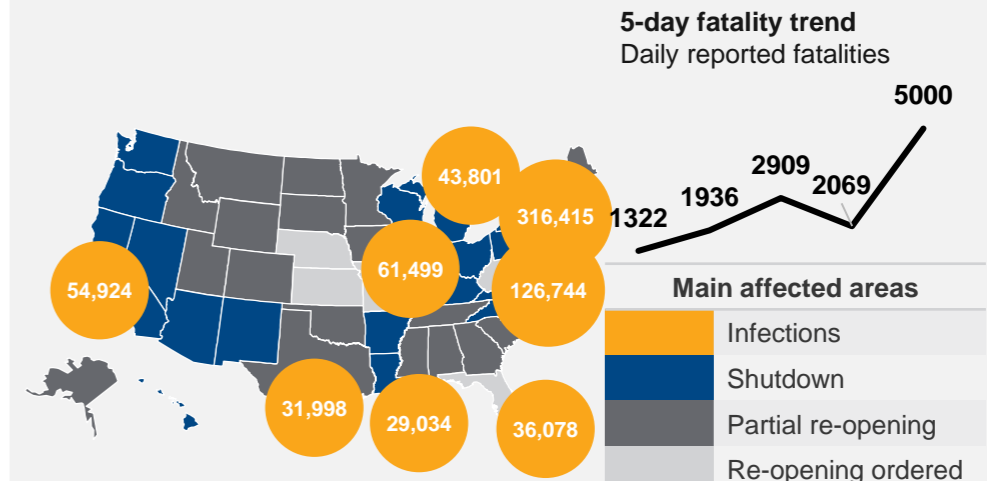 5-day fatality trend
Daily reported fatalities
5000
2909
1936
2069
1322
43,801
316,415
61,499
126,744
54,924
31,998
29,034
36,078
Main affected areas
Infections
Shutdown
Partial re-opening
Re-opening ordered